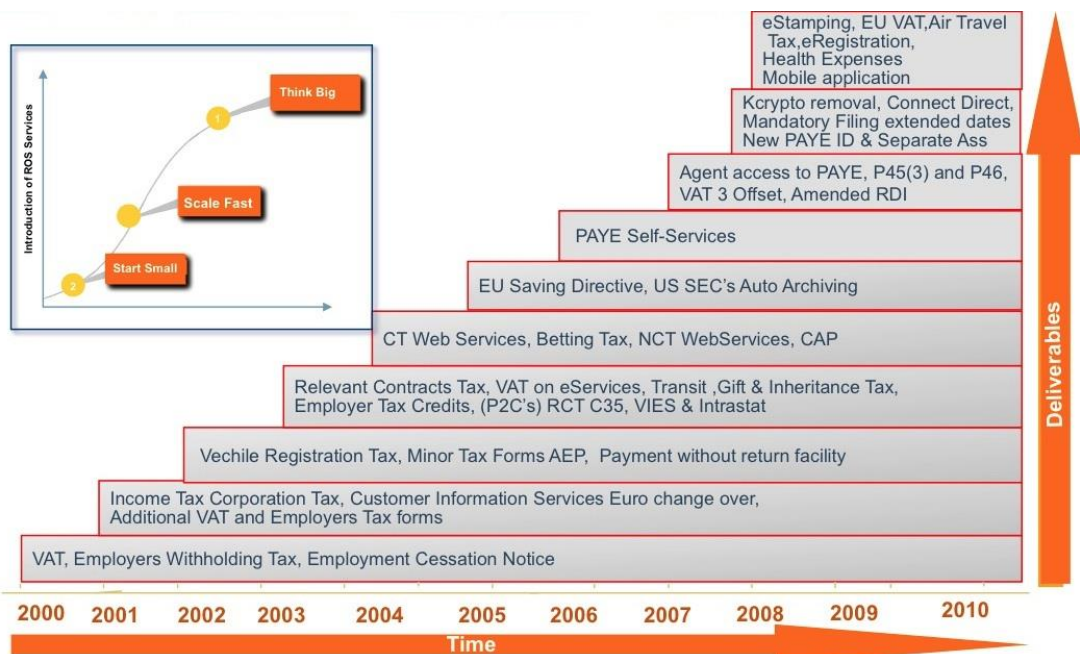 eStamping, EU VAT,Air Travel
Tax,eRegistration,
Health Expenses
Mobile application
Kcrypto removal, Connect Direct,
Mandatory Filing extended dates
New PAYE ID & Separate Ass
Agent access to PAYE, P45(3) and P46,
VAT 3 Offset, Amended RDI
PAYE Self-Services
EU Saving Directive, US SEC's Auto Archiving
CT Web Services, Betting Tax, NCT WebServices, CAP
Relevant Contracts Tax, VAT on eServices, Transit ,Gift & Inheritance Tax,
Employer Tax Credits, (P2C's) RCT C35, VIES & Intrastat
Vechile Registration Tax, Minor Tax Forms AEP, Payment without return facility
Income Tax Corporation Tax, Customer Information Services Euro change over,
Additional VAT and Employers Tax forms
VAT, Employers Withholding Tax, Employment Cessation Notice
Introduction of ROS Services
Think Big
1
Scale Fast
Start Small
2
Deliverables
2000 2001 2002 2003 2004 2005 2006 2007 2008 2009 2010
Time